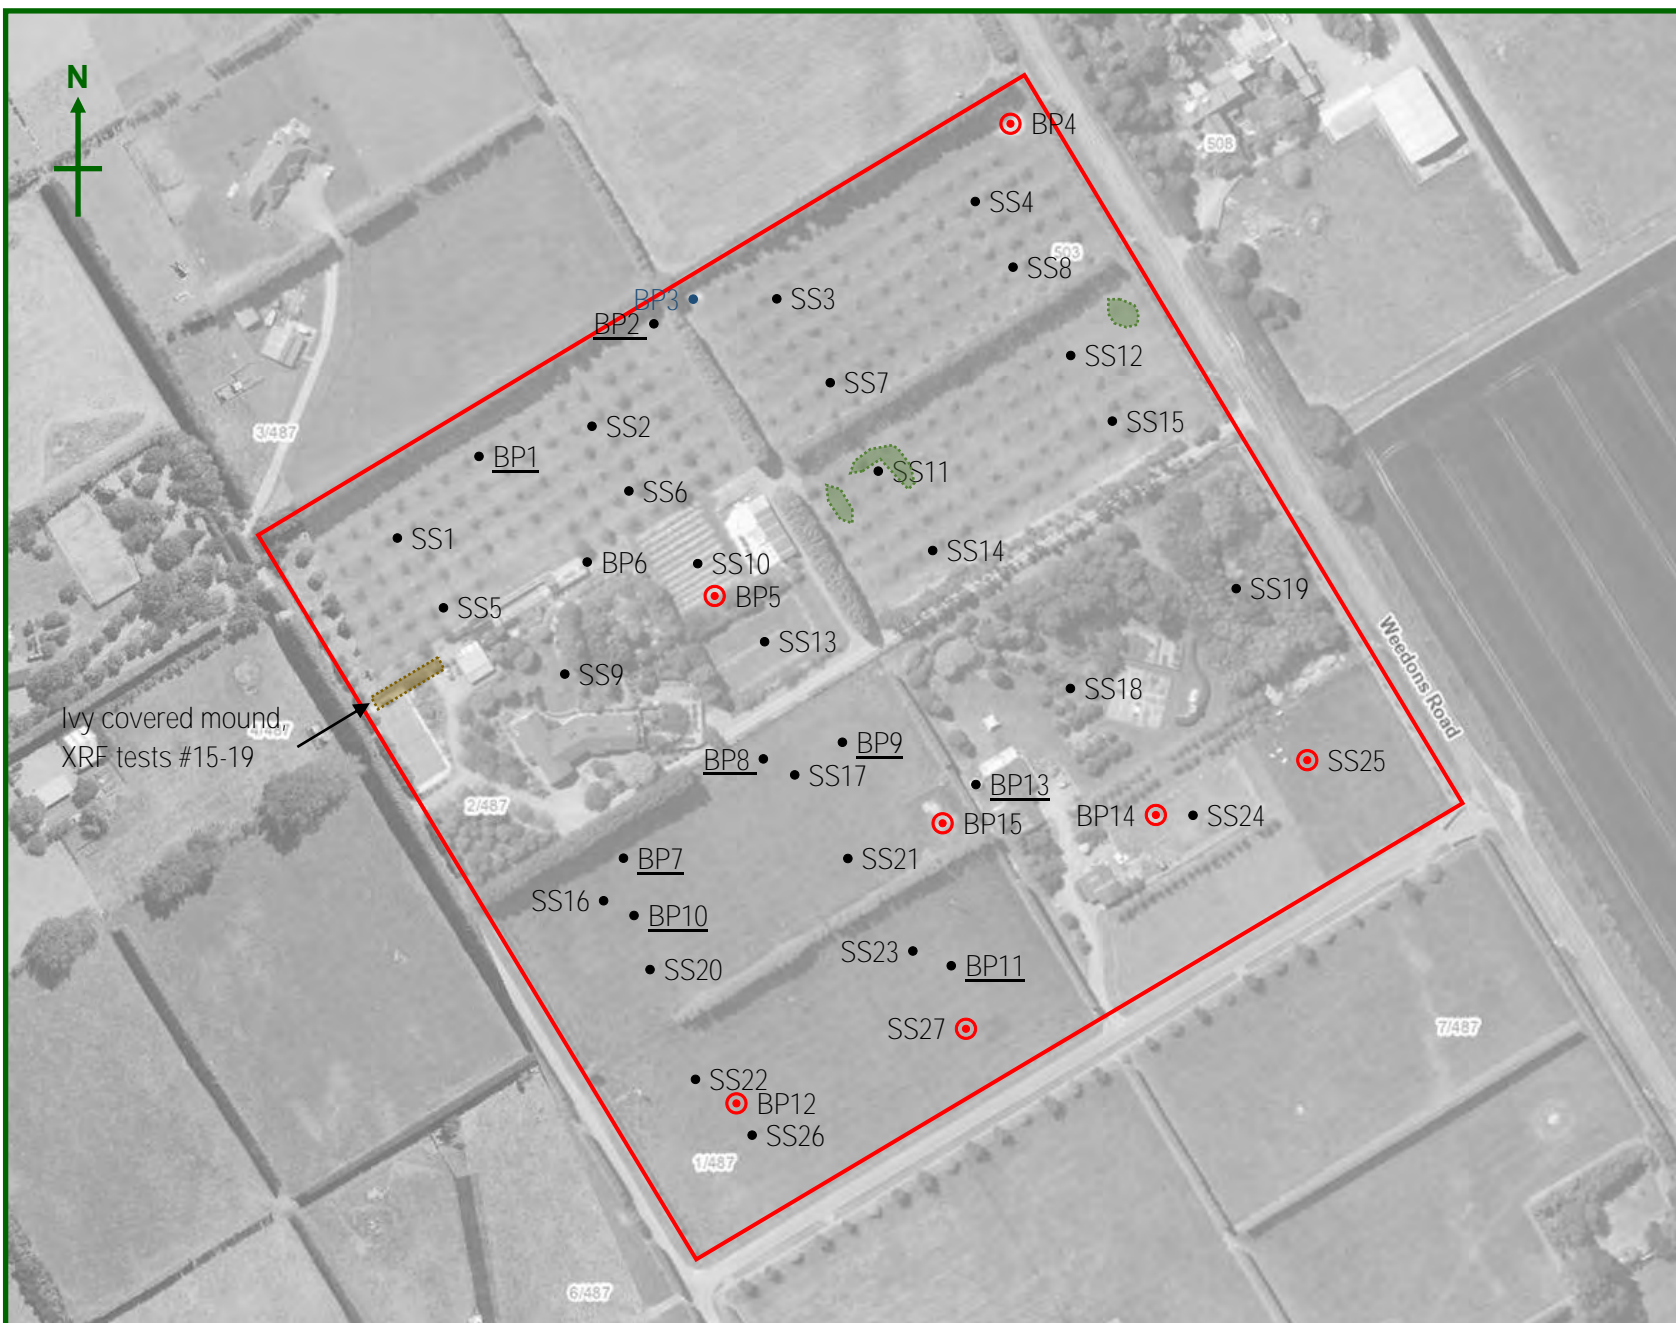 N
BP4
SS4
508
503
SS8
BP3
SS3
BP2
SS12
SS7
SS15
3/487
SS2
BP1
SS11
SS6
SS1
SS14
BP6
SS10
SS19
BP5
SS5
SS13
Weedons Road
SS9
SS18
Ivy covered mound,
4/487
XRF tests #15-19
BP9
BP8
SS17
SS25
BP13
2/487
BP14
SS24
BP15
BP7
SS21
SS16
BP10
SS23
BP11
SS20
SS27
7/487
SS22
BP12
SS26
1/487
6/487